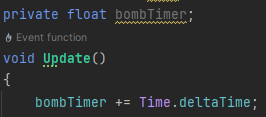 private float bombTimer;
Event function
void Update()
{
bombTimer += Time.deltaTime;